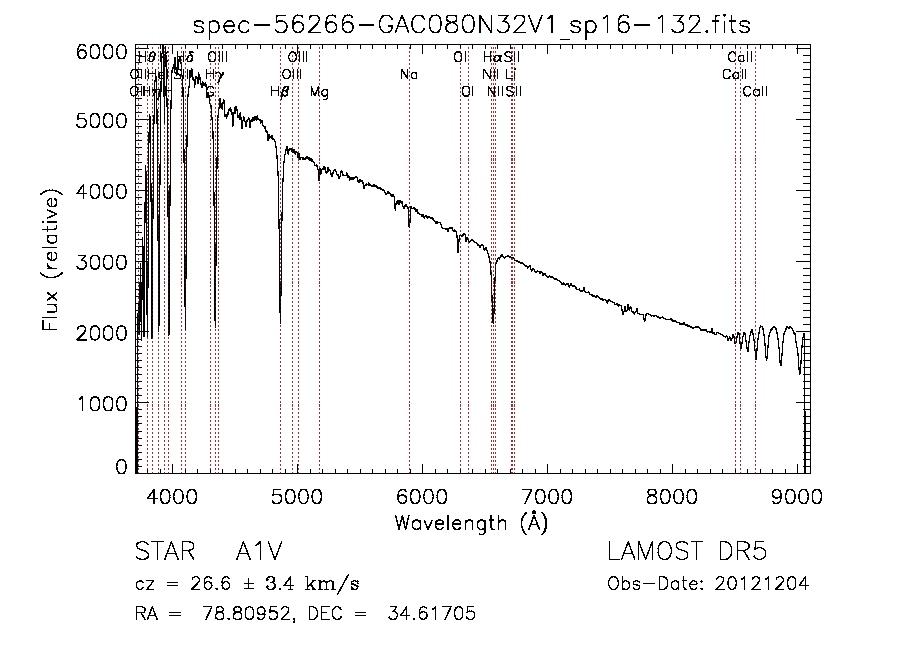 spec-56266-GAC080N32V1_sp16-132.fits
Hδ OIII OIII OI Hα SII CaII
Hγ OIII Na NII Li CaII
G Hβ Mg OI NII SII CaII
6000
5000
4000
3000
2000
1000
0
Flux (relative)
4000 5000 6000 7000 8000 9000
Wavelength (Å)
STAR A1V LAMOST DR5
cz = 26.6 ± 3.4 km/s Obs-Date: 20121204
RA = 78.80952, DEC = 34.61705